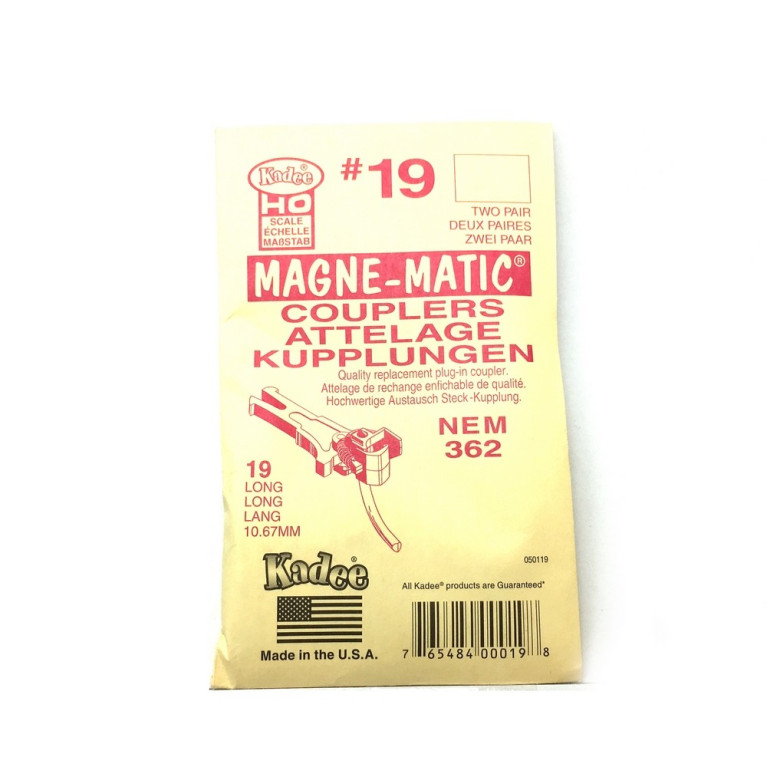 Kadee®
HO
SCALE
ÉCHELLE
MAßSTAB
#19
TWO PAIR
DEUX PAIRES
ZWEI PAAR
MAGNE-MATIC®
COUPLERS
ATTELAGE
KUPPLUNGEN
Quality replacement plug-in coupler.
Attelage de rechange enfichable de qualité.
Hochwertige Austausch Steck-Kupplung.
NEM
362
19
LONG
LONG
LANG
10.67MM
Kadee®
Made in the U.S.A.
050119
All Kadee® products are Guaranteed*
7 65484 00019 8